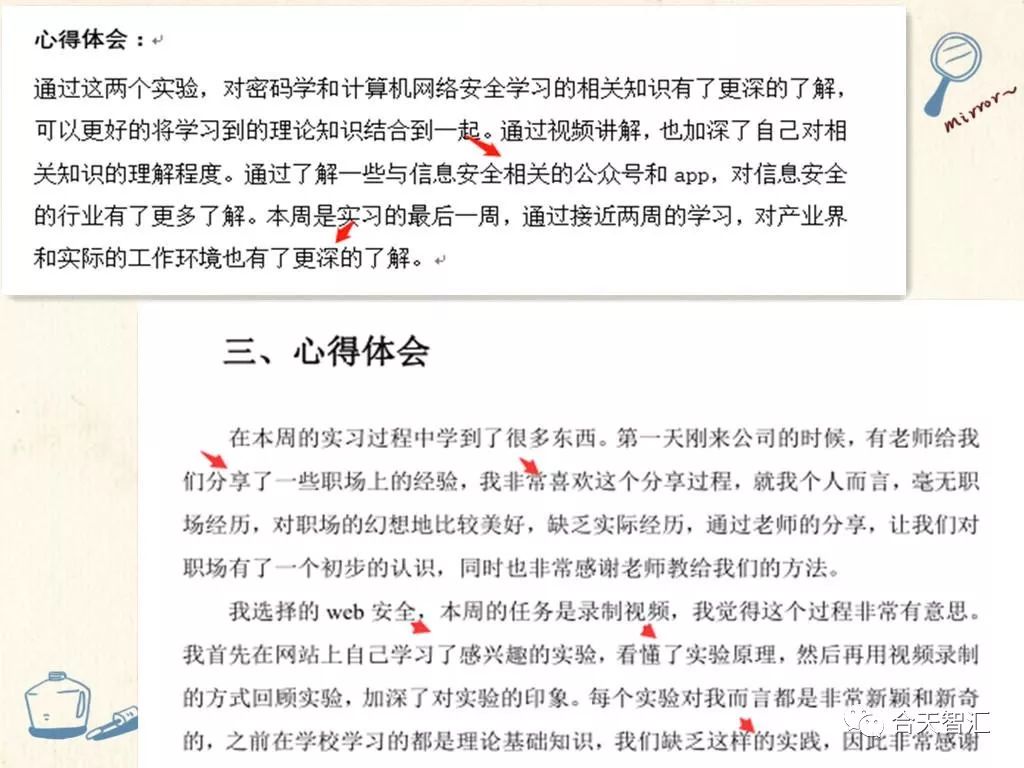 心得体会：
mirror~
通过这两个实验，对密码学和计算机网络安全学习的相关知识有了更深的了解，
可以更好的将学习到的理论知识结合到一起。通过视频讲解，也加深了自己对相
关知识的理解程度。通过了解一些与信息安全相关的公众号和 app，对信息安全
的行业有了更多了解。本周是实习的最后一周，通过接近两周的学习，对产业界
和实际的工作环境也有了更深的了解。
三、心得体会
在本周的实习过程中学到了很多东西。第一天刚来公司的时候，有老师给我
们分享了一些职场上的经验，我非常喜欢这个分享过程，就我个人而言，毫无职
场经历，对职场的幻想地比较美好，缺乏实际经历，通过老师的分享，让我们对
职场有了一个初步的认识，同时也非常感谢老师教给我们的方法。
我选择的 web 安全，本周的任务是录制视频，我觉得这个过程非常有意思。
我首先在网站上自己学习了感兴趣的实验，看懂了实验原理，然后再用视频录制
的方式回顾实验，加深了对实验的印象。每个实验对我而言都是非常新颖和新奇
的，之前在学校学习的都是理论基础知识，我们缺乏这样的实践，因此非常感谢
合天智汇